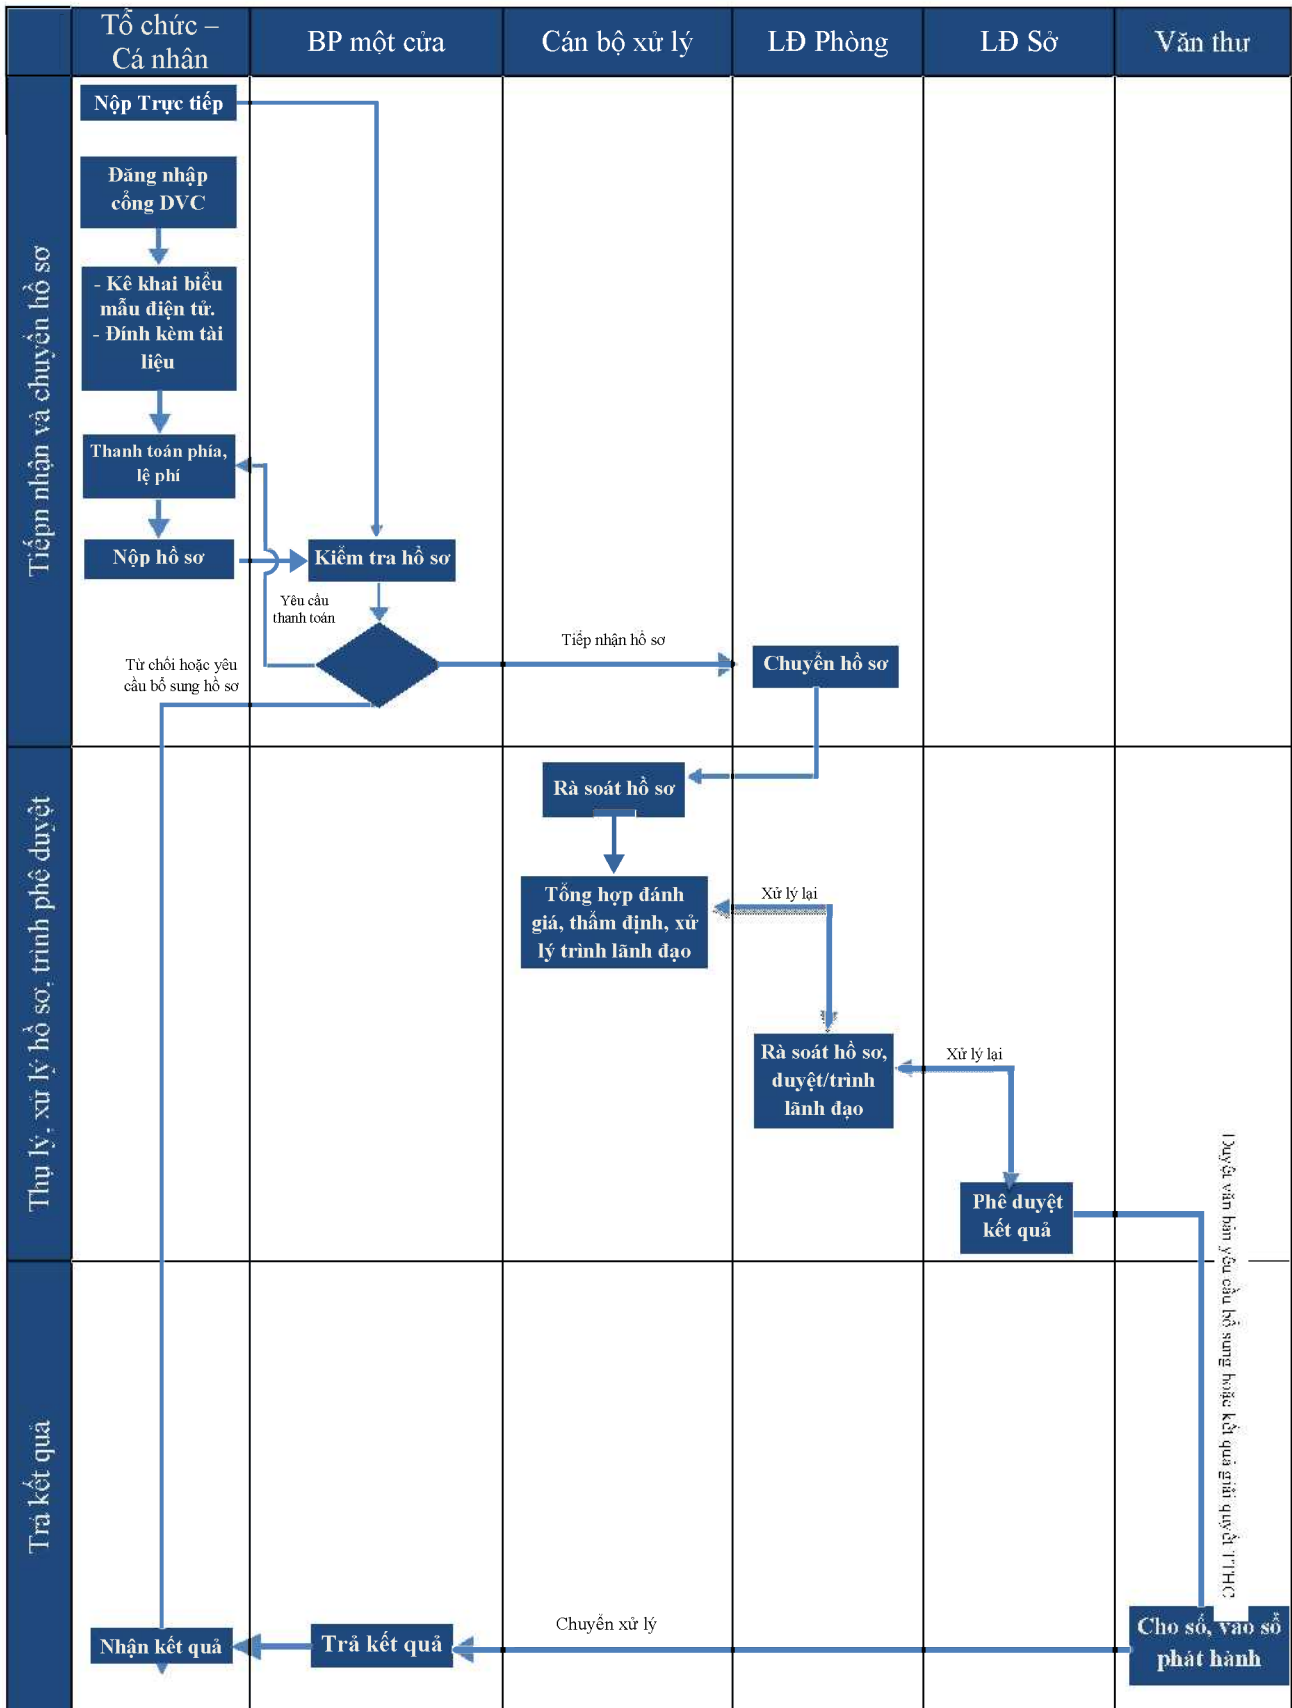 Tổ chức –
Cá nhân
BP một cửa
Cán bộ xử lý
LĐ Phòng
LĐ Sở
Văn thư
Tiếpn nhận và chuyển hồ sơ
Nộp Trực tiếp
Đăng nhập
cổng DVC
- Kê khai biểu
mẫu điện tử.
- Đính kèm tài
liệu
Thanh toán phía,
lệ phí
Nộp hồ sơ
Kiểm tra hồ sơ
Yêu cầu
thanh toán
Từ chối hoặc yêu
cầu bổ sung hồ sơ
Tiếp nhận hồ sơ
Chuyển hồ sơ
Thụ lý, xử lý hồ sơ, trình phê duyệt
Rà soát hồ sơ
Tổng hợp đánh
giá, thẩm định, xử
lý trình lãnh đạo
Xử lý lại
Rà soát hồ sơ,
duyệt/trình
lãnh đạo
Xử lý lại
Phê duyệt
kết quả
Duyệt văn bản yêu cầu bổ sung hoặc kết quả giải quyết TTHC
Trả kết quả
Nhận kết quả
Trả kết quả
Chuyển xử lý
Cho số, vào sổ
phát hành